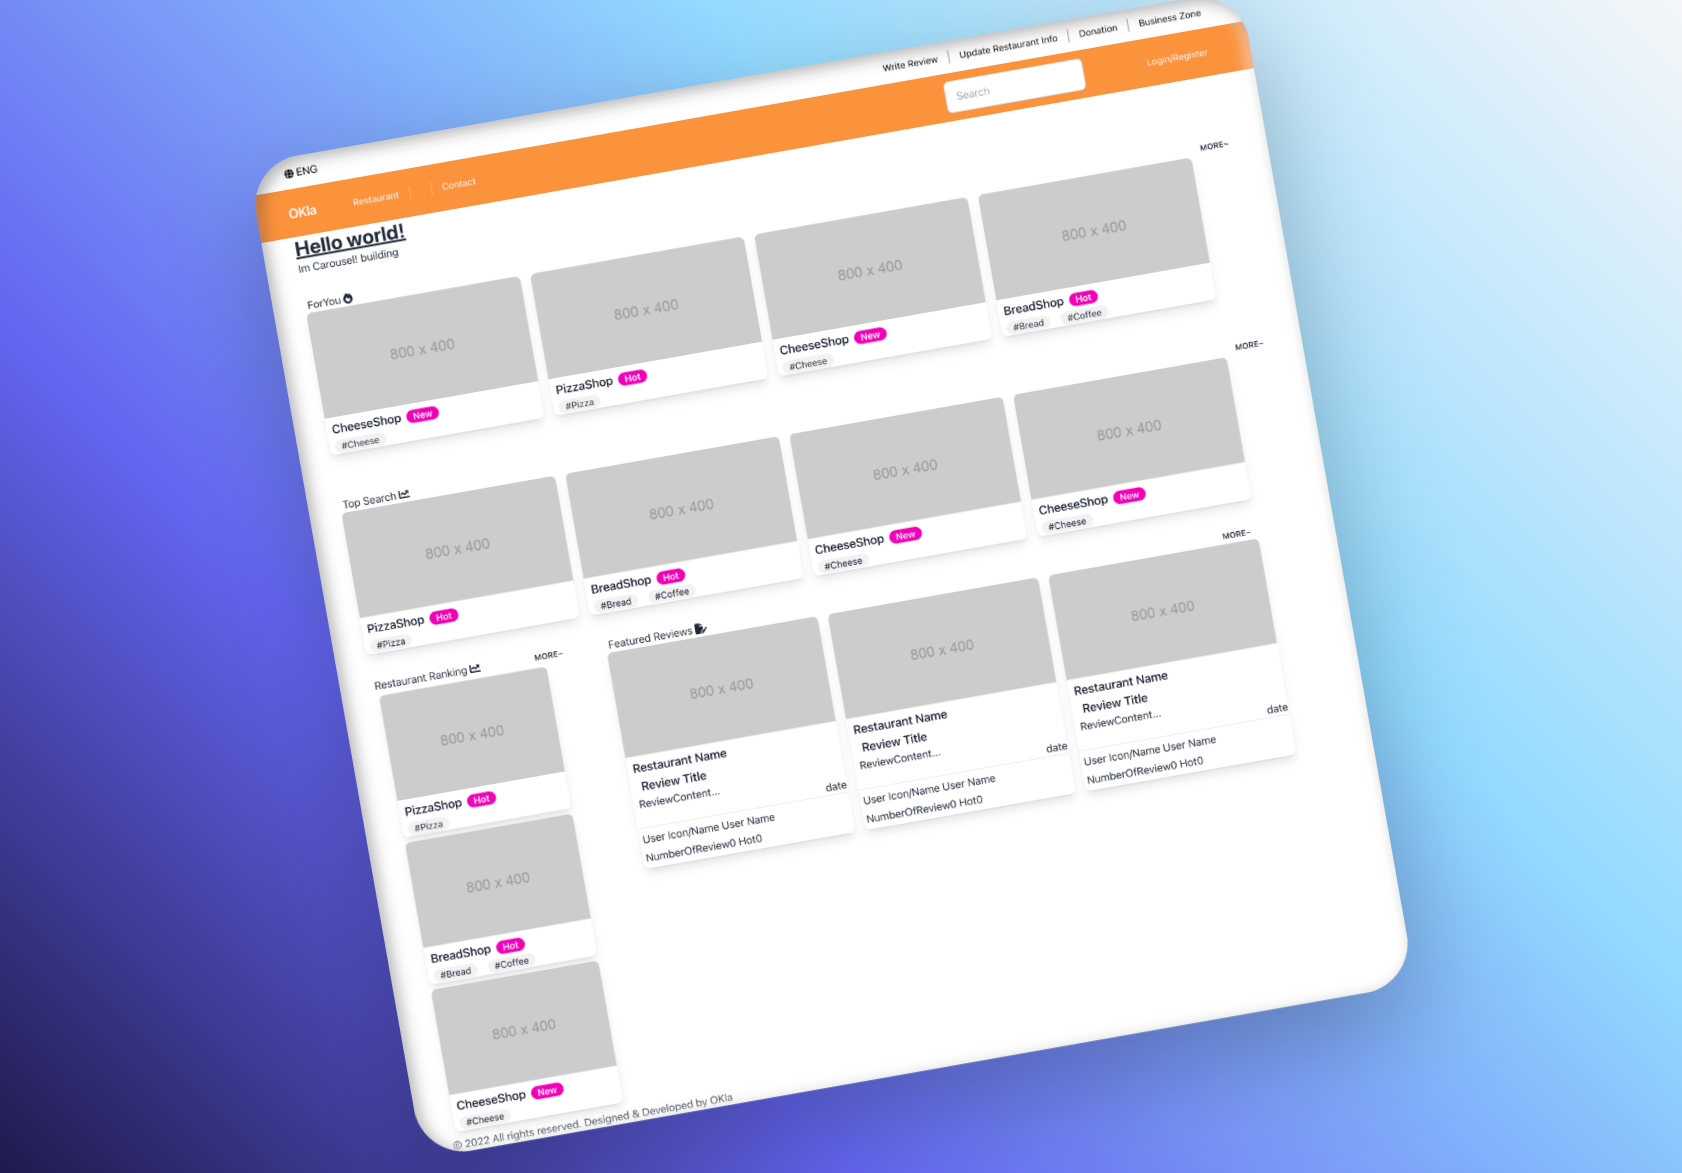 ENG
Write Review
Update Restaurant Info
Donation
Business Zone
OKla
Restaurant
Contact
Search
Login/Register
Hello world!
Im Carousel! building
ForYou
MORE~
800 x 400
CheeseShop New
#Cheese
800 x 400
PizzaShop Hot
#Pizza
800 x 400
CheeseShop New
#Cheese
800 x 400
BreadShop Hot
#Bread #Coffee
Top Search
MORE~
800 x 400
PizzaShop Hot
#Pizza
800 x 400
BreadShop Hot
#Bread #Coffee
800 x 400
CheeseShop New
#Cheese
800 x 400
CheeseShop New
#Cheese
Restaurant Ranking
MORE~
800 x 400
PizzaShop Hot
#Pizza
800 x 400
BreadShop Hot
#Bread #Coffee
800 x 400
CheeseShop New
#Cheese
Featured Reviews
MORE~
800 x 400
Restaurant Name
Review Title
ReviewContent...
date
User Icon/Name User Name
NumberOfReview0 Hot0
800 x 400
Restaurant Name
Review Title
ReviewContent...
date
User Icon/Name User Name
NumberOfReview0 Hot0
800 x 400
Restaurant Name
Review Title
ReviewContent...
date
User Icon/Name User Name
NumberOfReview0 Hot0
© 2022 All rights reserved. Designed & Developed by OKla